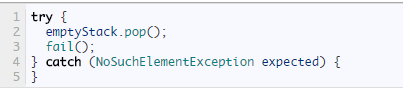 1 try {
2   emptyStack.pop();
3   fail();
4 } catch (NoSuchElementException expected) {
5 }